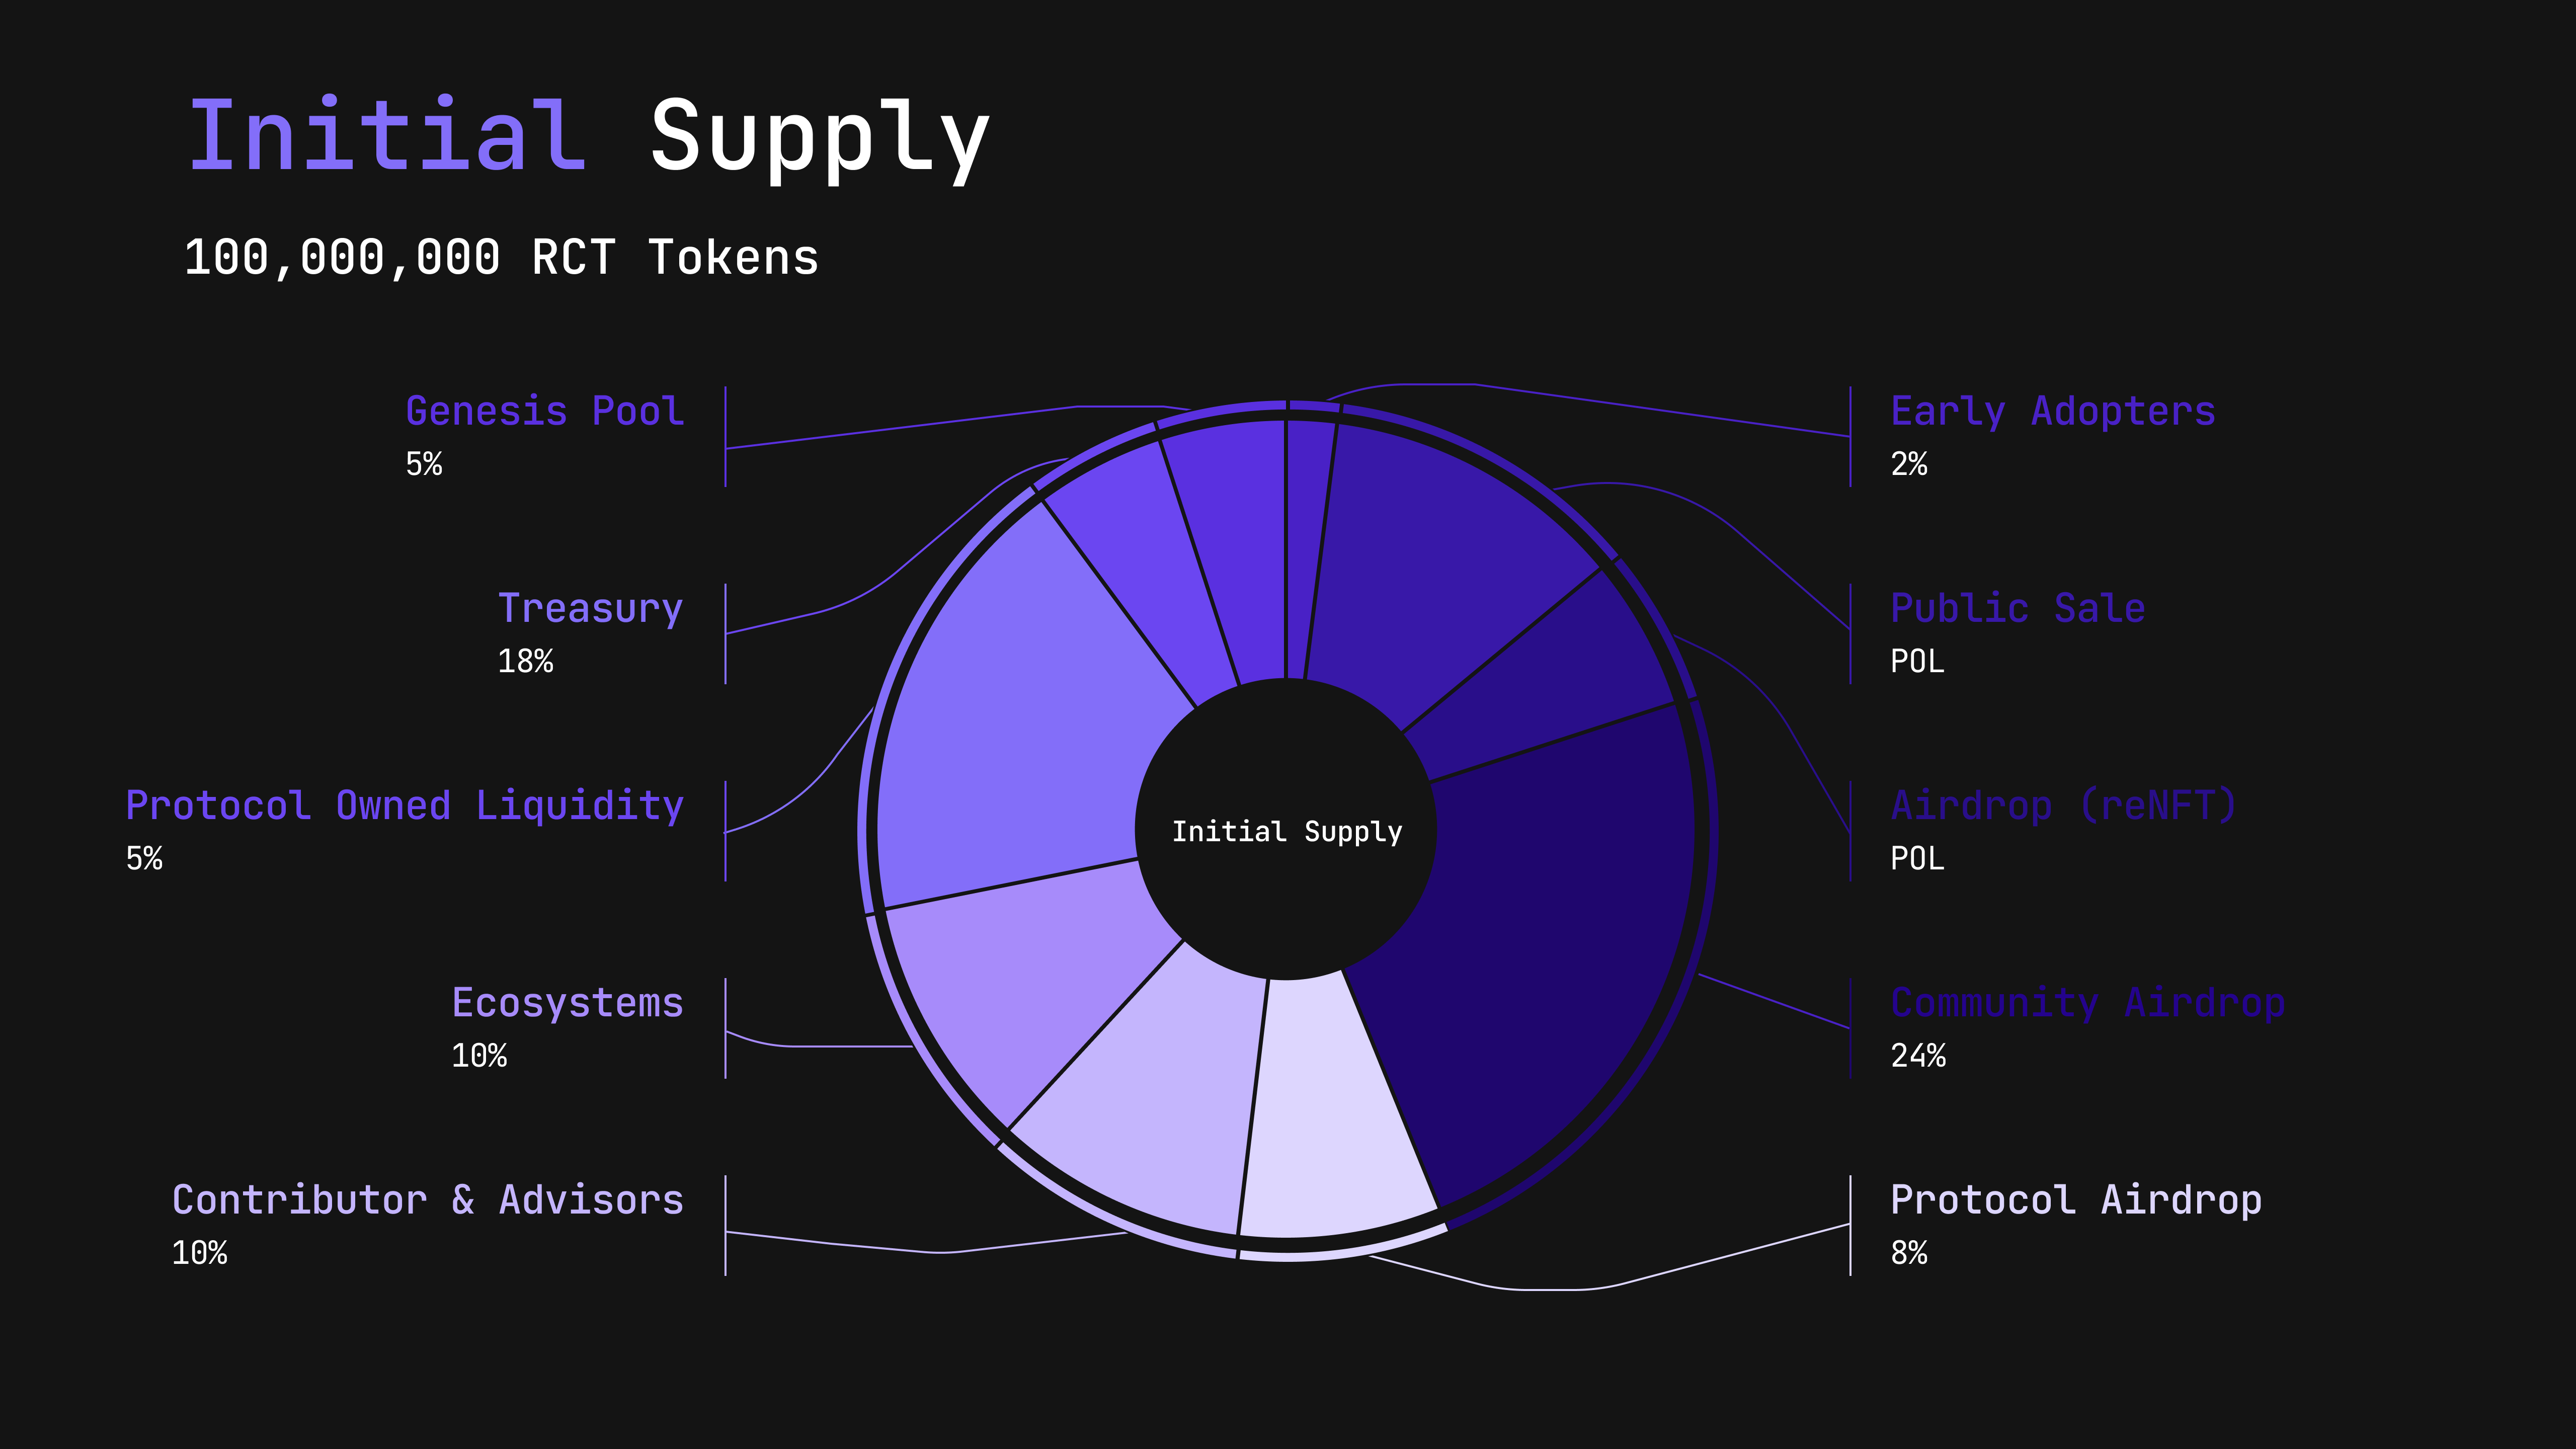 Initial Supply
100,000,000 RCT Tokens
Genesis Pool
5%
Treasury
18%
Protocol Owned Liquidity
5%
Ecosystems
10%
Contributor & Advisors
10%
Initial Supply
Early Adopters
2%
Public Sale
POL
Airdrop (reNFT)
POL
Community Airdrop
24%
Protocol Airdrop
8%